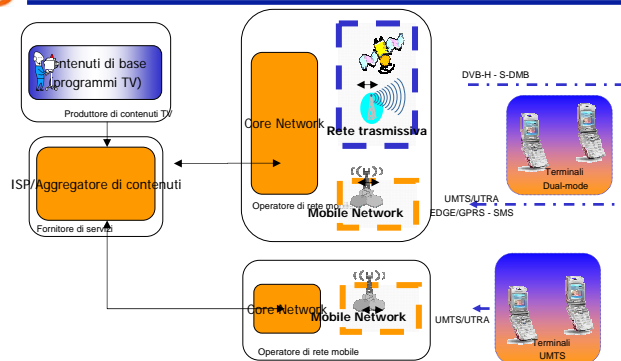 ntenuti di base
(programmi TV)
Produttore di contenuti TV
ISP/Aggregatore di contenuti
Fornitore di servizi
Core Network
Rete trasmissiva
Mobile Network
Operatore di rete mobile
DVB-H - S-DMB
Terminali
Dual-mode
UMTS/UTRA
EDGE/GPRS - SMS
Core Network
Mobile Network
Operatore di rete mobile
UMTS/UTRA
Terminali
UMTS